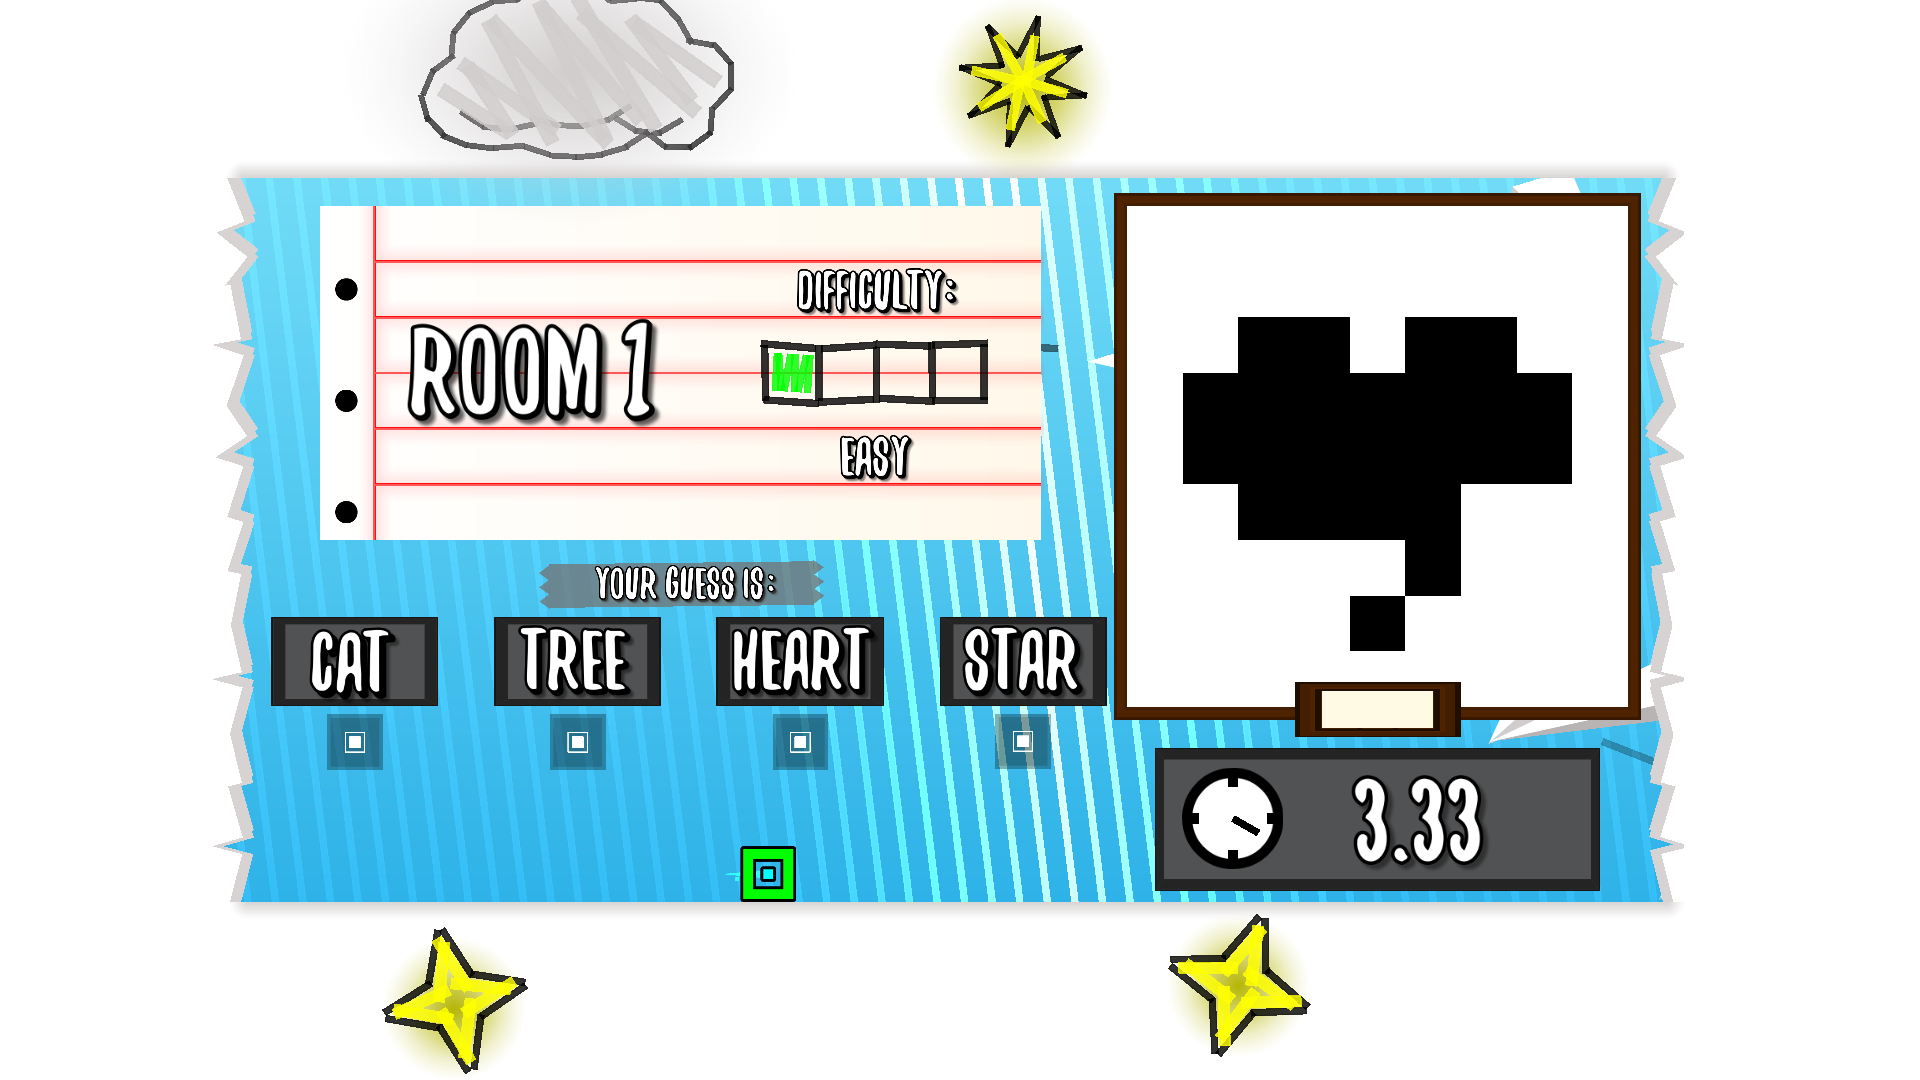 DIFFICULTY:
ROOM 1
EASY
YOUR GUESS IS:
CAT
TREE
HEART
STAR
3.33